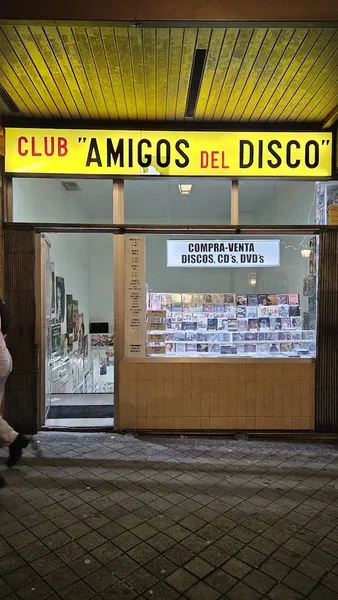 CLUB "AMIGOS DEL DISCO"
COMPRA-VENTA
DISCOS, CD's, DVD's